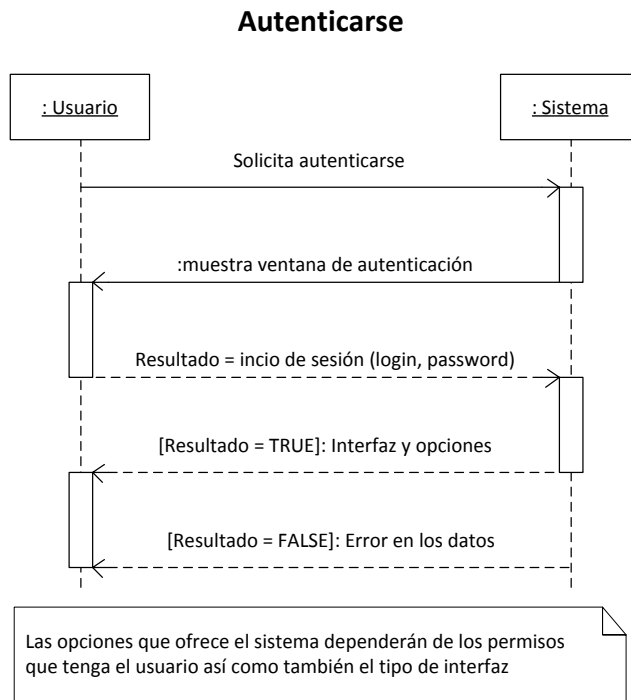 Autenticarse
: Usuario
: Sistema
Solicita autenticarse
:muestra ventana de autenticación
Resultado = incio de sesión (login, password)
[Resultado = TRUE]: Interfaz y opciones
[Resultado = FALSE]: Error en los datos
Las opciones que ofrece el sistema dependerán de los permisos
que tenga el usuario así como también el tipo de interfaz